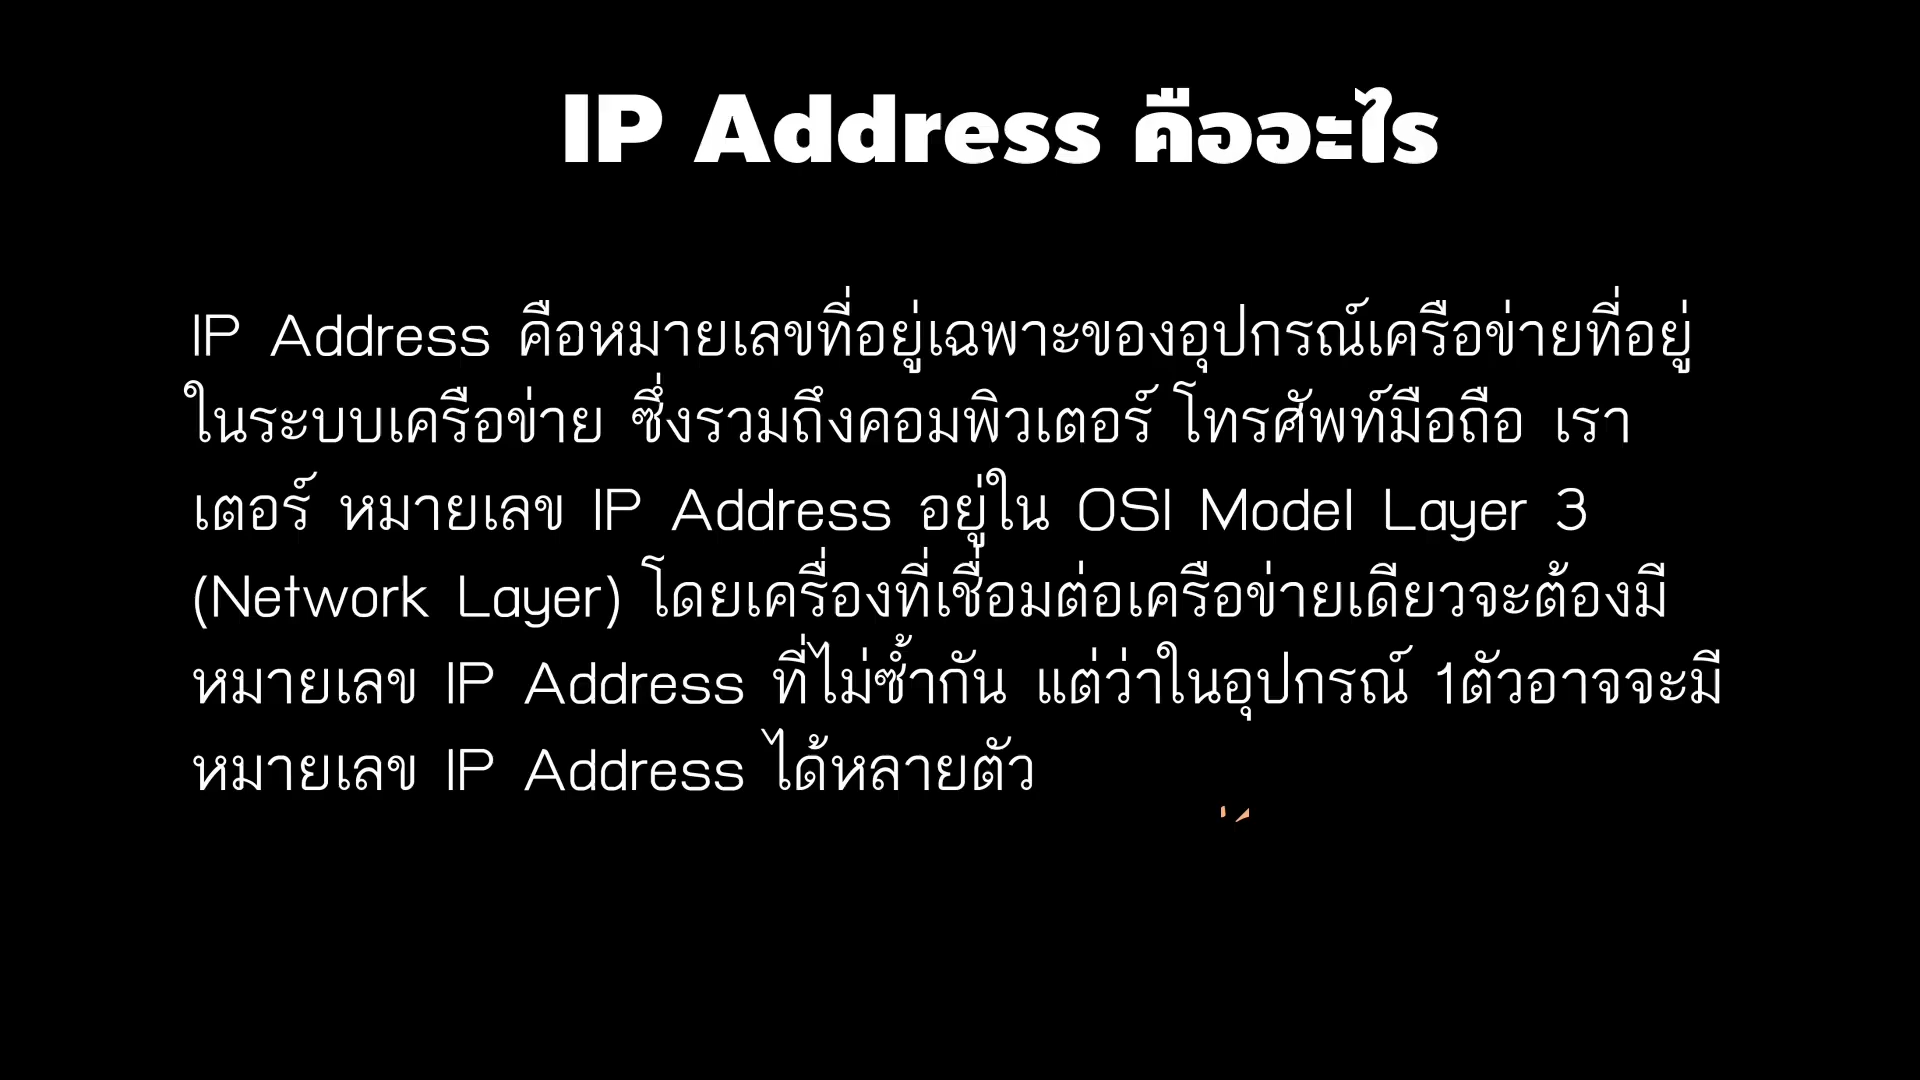 IP Address คืออะไร
IP Address คือหมายเลขที่อยู่เฉพาะของอุปกรณ์เครือข่ายที่อยู่
ในระบบเครือข่าย ซึ่งรวมถึงคอมพิวเตอร์ โทรศัพท์มือถือ เรา
เตอร์ หมายเลข IP Address อยู่ใน OSI Model Layer 3
(Network Layer) โดยเครื่องที่เชื่อมต่อเครือข่ายเดียวจะต้องมี
หมายเลข IP Address ที่ไม่ซ้ำกัน แต่ว่าในอุปกรณ์ 1ตัวอาจจะมี
หมายเลข IP Address ได้หลายตัว